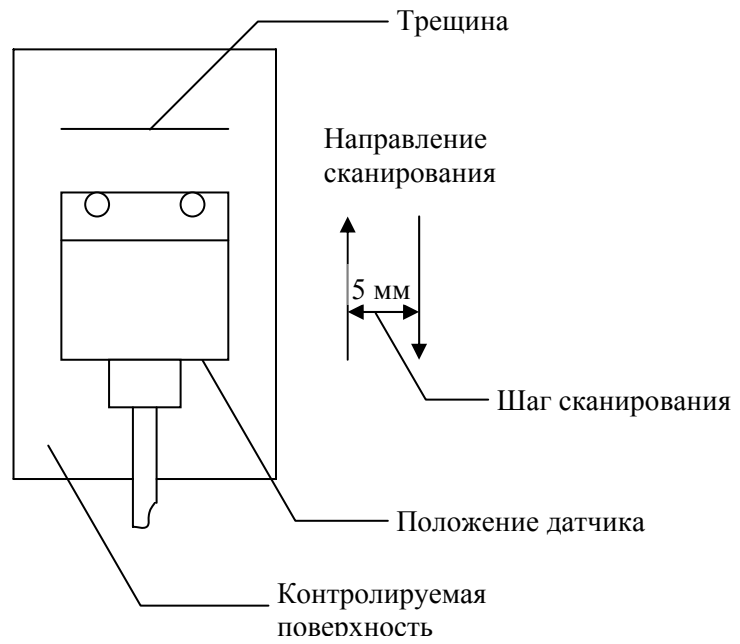 Трещина
Направление
сканирования
5 мм
Шаг сканирования
Положение датчика
Контролируемая
поверхность